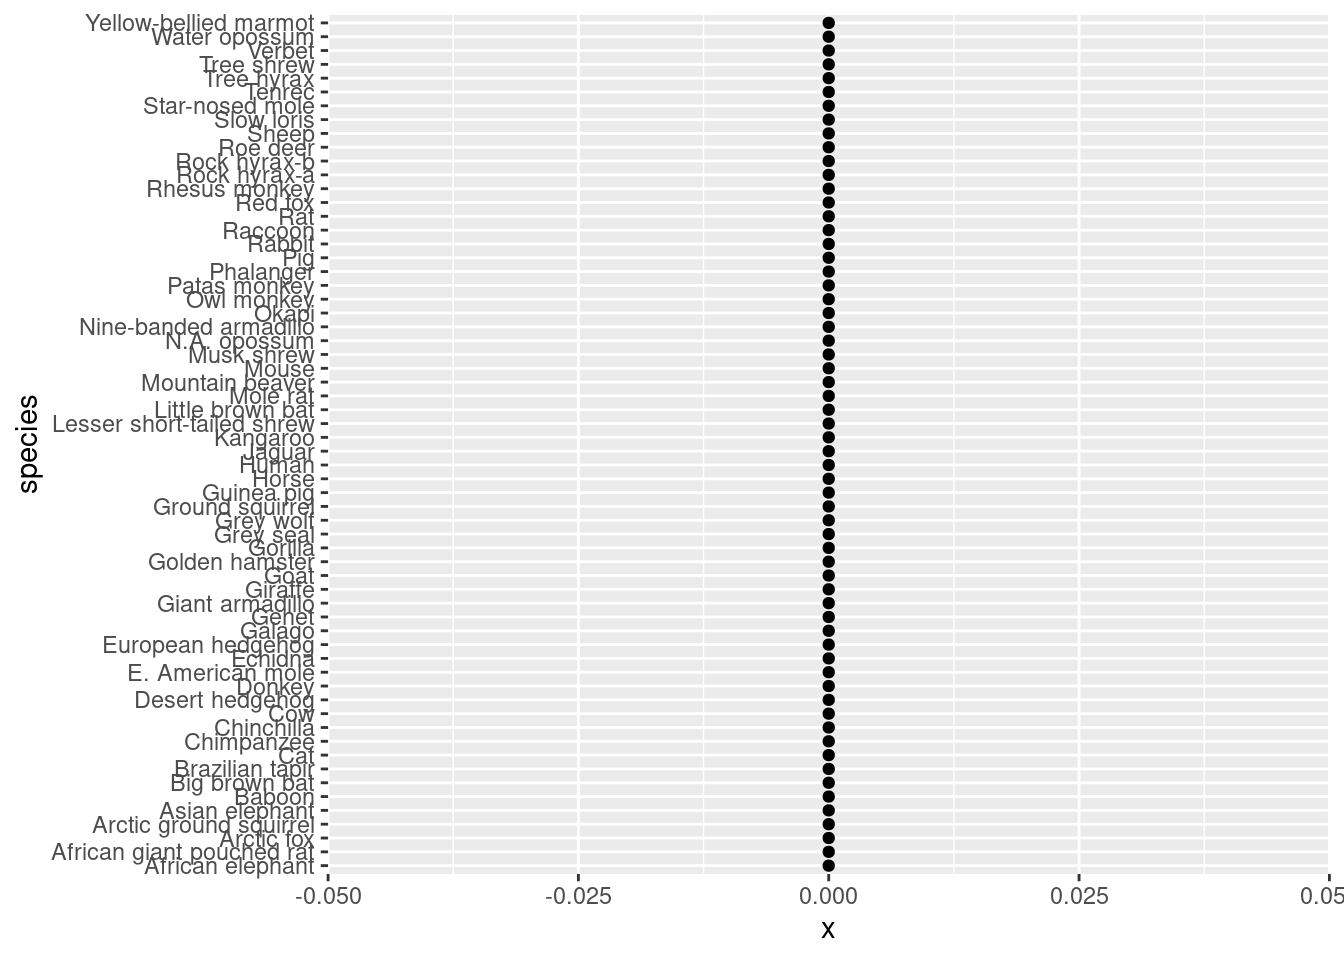 Yellow-bellied marmot
Water opossum
Verbet
Tree shrew
Tree hyrax
Tenrec
Star-nosed mole
Slow loris
Sheep
Roe deer
Rock hyrax-b
Rock hyrax-a
Rhesus monkey
Red fox
Rat
Raccoon
Rabbit
Pig
Phalanger
Patas monkey
Owl monkey
Okapi
Nine-banded armadillo
N.A. opossum
Musk shrew
Mouse
Mountain beaver
Mole rat
Little brown bat
Lesser short-tailed shrew
Kangaroo
Jaguar
Human
Horse
Guinea pig
Ground squirrel
Grey wolf
Grey seal
Gorilla
Golden hamster
Goat
Giraffe
Giant armadillo
Genet
Galago
European hedgehog
Echidna
E. American mole
Donkey
Desert hedgehog
Cow
Chinchilla
Chimpanzee
Cat
Brazilian tapir
Big brown bat
Baboon
Asian elephant
Arctic ground squirrel
Arctic fox
African giant pouched rat
African elephant
species
-0.050 -0.025 0.000 0.025 0.05
x